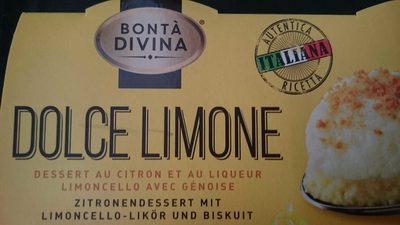 BONTÀ
DIVINA
AUTENTICA
ITALIANA
RICETTA
DOLCE LIMONE
DESSERT AU CITRON ET AU LIQUEUR
LIMONCELLO AVEC GÉNOISE
ZITRONENDESSERT MIT
LIMONCELLO-LIKÖR UND BISKUIT